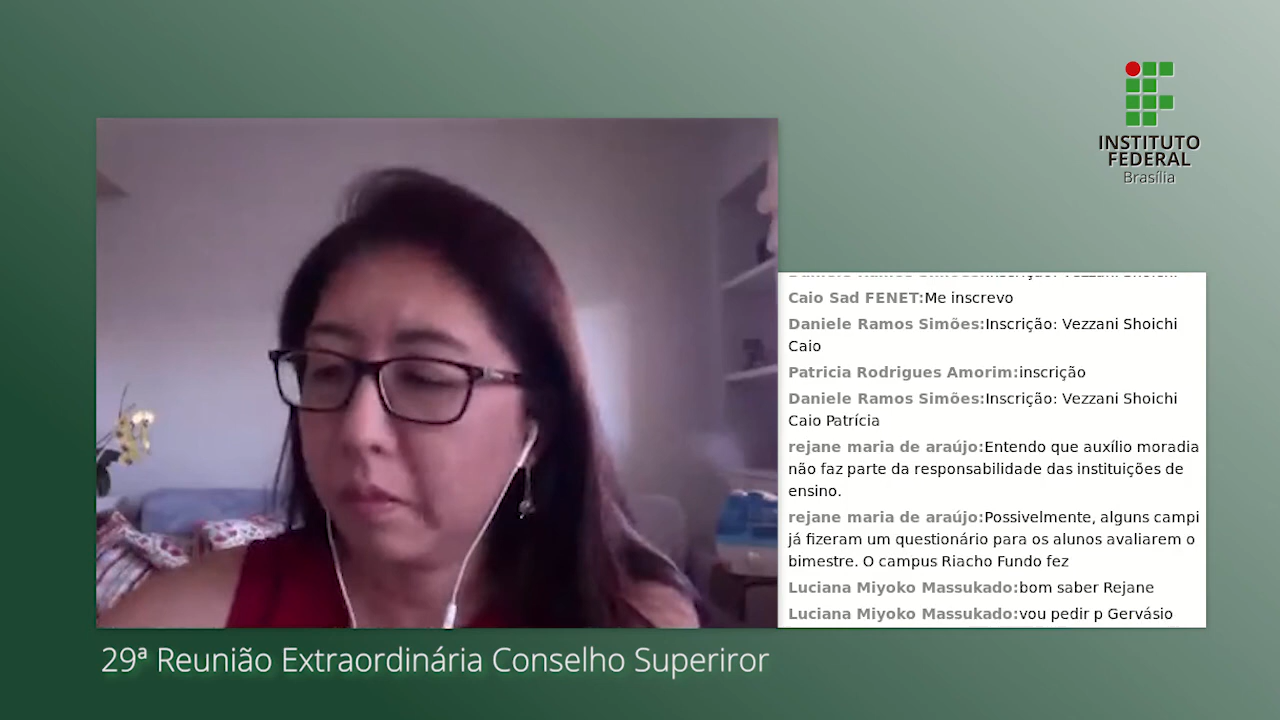 INSTITUTO
FEDERAL
Brasília
Caio Sad FENET:Me inscrevo
Daniele Ramos Simões:Inscrição: Vezzani Shoichi
Caio
Patricia Rodrigues Amorim:inscrição
Daniele Ramos Simões:Inscrição: Vezzani Shoichi
Caio Patrícia
rejane maria de araújo:Entendo que auxílio moradia
não faz parte da responsabilidade das instituições de
ensino.
rejane maria de araújo:Possivelmente, alguns campi
já fizeram um questionário para os alunos avaliarem o
bimestre. O campus Riacho Fundo fez
Luciana Miyoko Massukado:bom saber Rejane
Luciana Miyoko Massukado:vou pedir p Gervásio
29ª Reunião Extraordinária Conselho Superiror